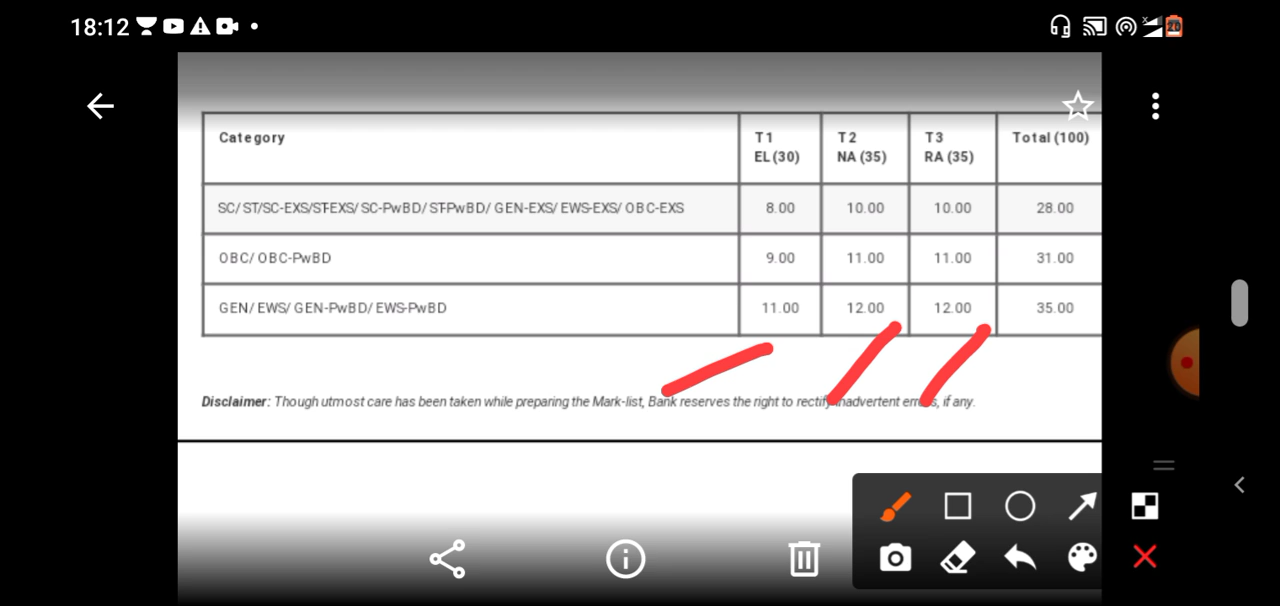 18:12
Category T1 T2 T3 Total (100)
EL (30) NA (35) RA (35)
SC/ ST/SC-EXS/ST-EXS/ SC-PwBD/ ST-PwBD/ GEN-EXS/ EWS-EXS/ OBC-EXS 8.00 10.00 10.00 28.00
OBC/ OBC-PwBD 9.00 11.00 11.00 31.00
GEN/ EWS/ GEN-PwBD/ EWS-PwBD 11.00 12.00 12.00 35.00
Disclaimer: Though utmost care has been taken while preparing the Mark-list, Bank reserves the right to rectify inadvertent errors, if any.